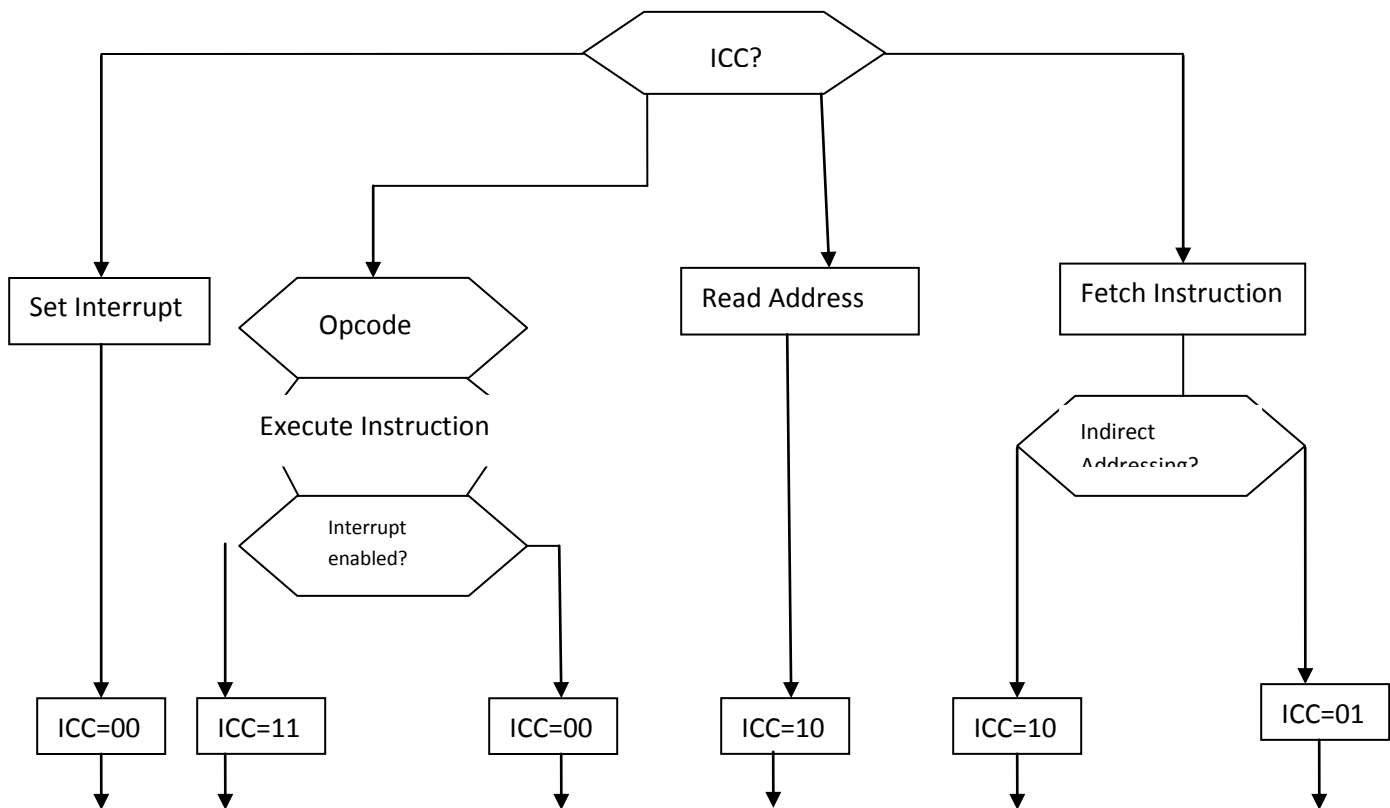 ICC?
Set Interrupt
Opcode
Read Address
Fetch Instruction
Execute Instruction
Indirect
Addressing?
Interrupt
enabled?
ICC=00
ICC=11
ICC=00
ICC=10
ICC=10
ICC=01